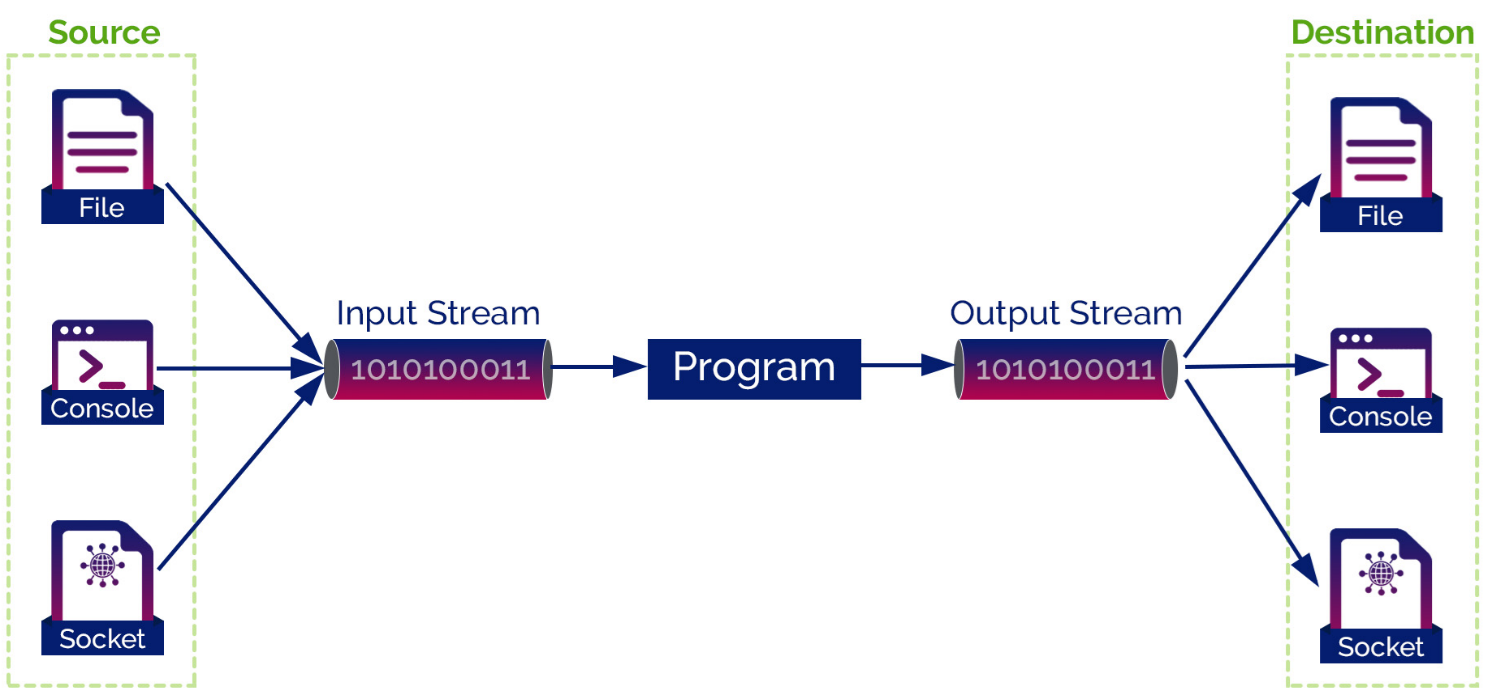 Source
Destination
File
File
Input Stream
Output Stream
1010100011
Program
1010100011
Console
Console
Socket
Socket